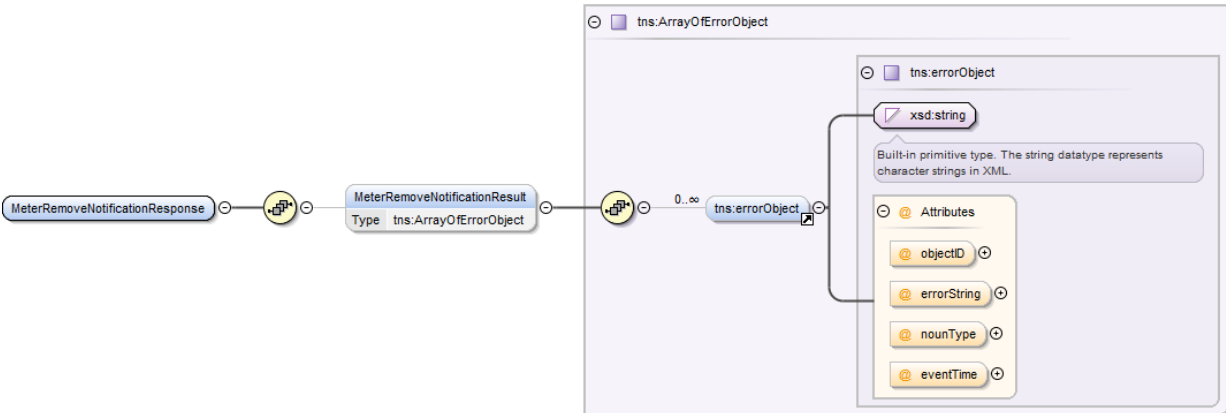 tns:ArrayOfErrorObject
tns:errorObject
xsd:string
Built-in primitive type. The string datatype represents
character strings in XML.
MeterRemoveNotificationResponse
MeterRemoveNotificationResult
Type tns:ArrayOfErrorObject
0..∞
tns:errorObject
@ Attributes
@ objectID
@ errorString
@ nounType
@ eventTime